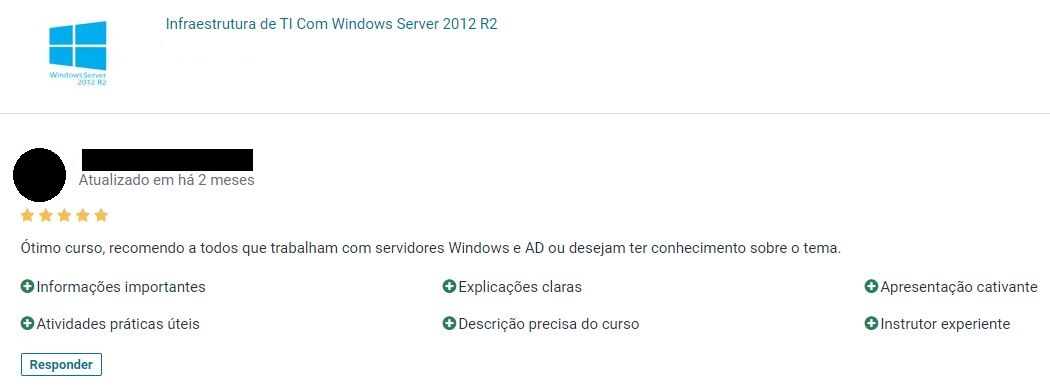 Infraestrutura de TI Com Windows Server 2012 R2
Windows Server
2012 R2
Atualizado em há 2 meses
Ótimo curso, recomendo a todos que trabalham com servidores Windows e AD ou desejam ter conhecimento sobre o tema.
Informações importantes
Explicações claras
Apresentação cativante
Atividades práticas úteis
Descrição precisa do curso
Instrutor experiente
Responder